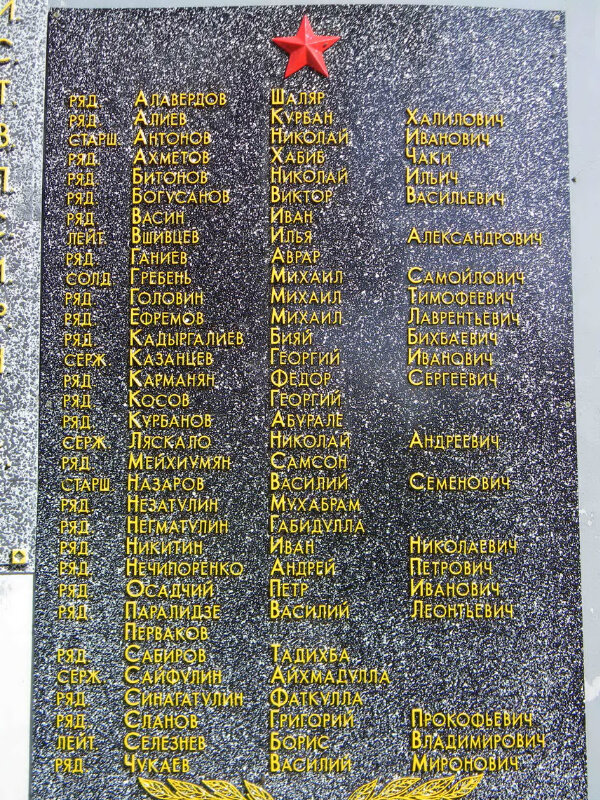 РЯД. АЛАВЕРДОВ ШАЛЯР
РЯД. АЛИЕВ КУРБАН ХАЛИЛОВИЧ
СТАРШ. АНТОНОВ НИКОЛАЙ ИВАНОВИЧ
РЯД. АХМЕТОВ ХАБИБ ЧАКИ
РЯД. БИТОНОВ НИКОЛАЙ ИЛЬИЧ
РЯД. БОГУСАНОВ ВИКТОР ВАСИЛЬЕВИЧ
РЯД. ВАСИН ИВАН
ЛЕЙТ. ВШИВЦЕВ ИЛЬЯ АЛЕКСАНДРОВИЧ
РЯД. ГАНИЕВ АВРАР
СОЛД. ГРЕБЕНЬ МИХАИЛ САМОЙЛОВИЧ
РЯД. ГОЛОВИН МИХАИЛ ТИМОФЕЕВИЧ
РЯД. ЕФРЕМОВ МИХАИЛ ЛАВРЕНТЬЕВИЧ
РЯД. КАДЫРГАЛИЕВ БИЯЙ БИХБАЕВИЧ
СЕРЖ. КАЗАНЦЕВ ГЕОРГИЙ ИВАНОВИЧ
РЯД. КАРМАНЯН ФЕДОР СЕРГЕЕВИЧ
РЯД. КОСОВ ГЕОРГИЙ
РЯД. КУРБАНОВ АБУРАЛЕ
СЕРЖ. ЛЯСКАЛО НИКОЛАЙ АНДРЕЕВИЧ
РЯД. МЕЙХИУМЯН САМСОН
СТАРШ. НАЗАРОВ ВАСИЛИЙ СЕМЕНОВИЧ
РЯД. НЕЗАТУЛИН МУХАБРАМ
РЯД. НЕГМАТУЛИН ГАБИДУЛЛА
РЯД. НИКИТИН ИВАН НИКОЛАЕВИЧ
РЯД. НЕЧИПОРЕНКО АНДРЕЙ ПЕТРОВИЧ
РЯД. ОСАДЧИЙ ПЕТР ИВАНОВИЧ
РЯД. ПАРАЛИДЗЕ ВАСИЛИЙ ЛЕОНТЬЕВИЧ
ПЕРВАКОВ
РЯД. САБИРОВ ТАДИХБА
СЕРЖ. САЙФУЛИН АЙХМАДУЛЛА
РЯД. СИНАГАТУЛИН ФАТКУЛЛА
РЯД. СЛАНОВ ГРИГОРИЙ ПРОКОФЬЕВИЧ
ЛЕЙТ. СЕЛЕЗНЕВ БОРИС ВЛАДИМИРОВИЧ
РЯД. ЧУКАЕВ ВАСИЛИЙ МИРОНОВИЧ